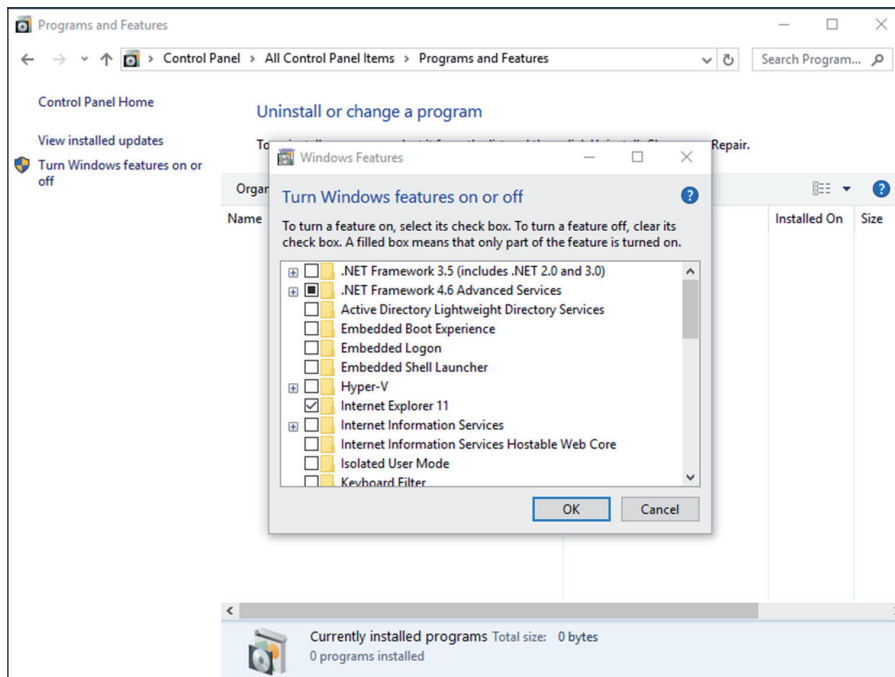 Programs and Features
Control Panel > All Control Panel Items > Programs and Features
Search Program...
Control Panel Home
View installed updates
Turn Windows features on or
off
Uninstall or change a program
Repair.
Organ
Name
Installed On
Size
Windows Features
Turn Windows features on or off
To turn a feature on, select its check box. To turn a feature off, clear its
check box. A filled box means that only part of the feature is turned on.
.NET Framework 3.5 (includes .NET 2.0 and 3.0)
.NET Framework 4.6 Advanced Services
Active Directory Lightweight Directory Services
Embedded Boot Experience
Embedded Logon
Embedded Shell Launcher
Hyper-V
Internet Explorer 11
Internet Information Services
Internet Information Services Hostable Web Core
Isolated User Mode
Keyboard Filter
OK
Cancel
Currently installed programs Total size: 0 bytes
0 programs installed